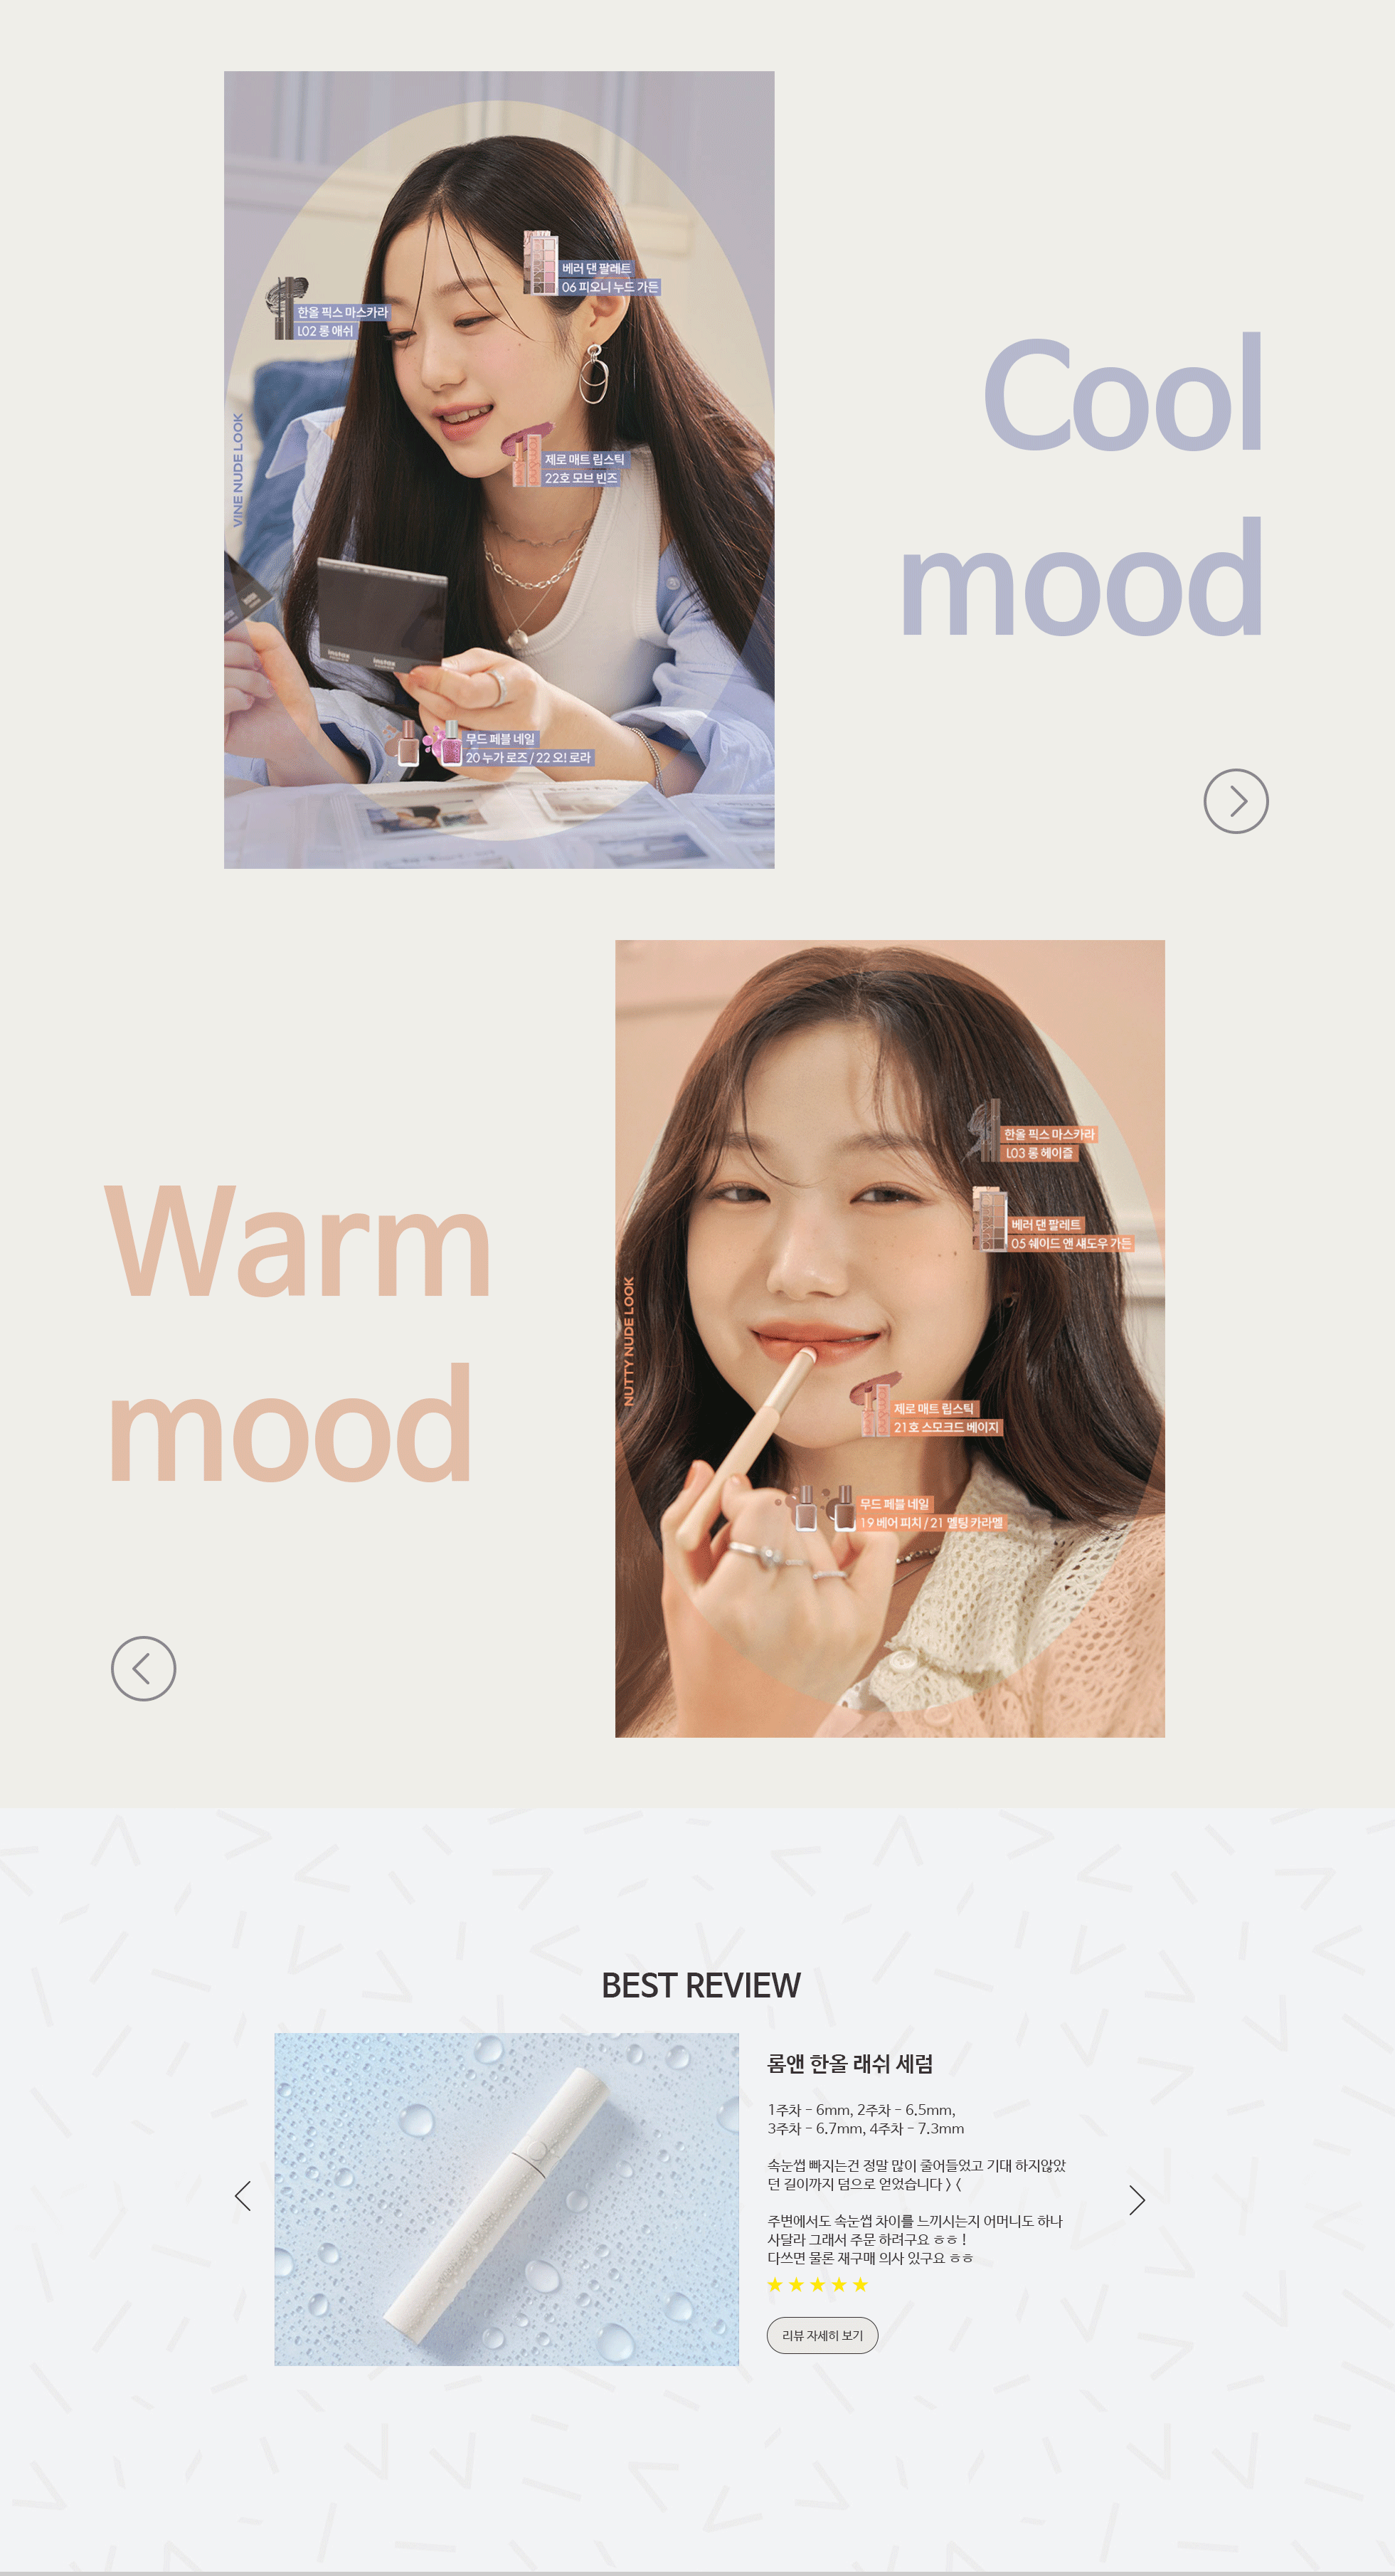 베러 댄 팔레트
06 피오니 누드 가든
한올 픽스 마스카라
L02 롱 애쉬
Cool
mood
VINE NUDE LOOK
제로 매트 립스틱
22호 모브 빈즈
instax
instax
무드 페블 네일
20 누가 로즈 / 22 오! 로라
한올 픽스 마스카라
L03 롱 헤이즐
베러 댄 팔레트
05 쉐이드 앤 섀도우 가든
Warm
mood
NUTTY NUDE LOOK
제로 매트 립스틱
21호 스모크드 베이지
무드 페블 네일
19 베어 피치 / 21 멜팅 카라멜
BEST REVIEW
롬앤 한올 래쉬 세럼
1주차 - 6mm, 2주차 - 6.5mm,
3주차 - 6.7mm, 4주차 - 7.3mm
속눈썹 빠지는건 정말 많이 줄어들었고 기대 하지않았
던 길이까지 덤으로 얻었습니다 > <
주변에서도 속눈썹 차이를 느끼시는지 어머니도 하나
사달라 그래서 주문 하려구요 ㅎㅎ !
다쓰면 물론 재구매 의사 있구요 ㅎㅎ
★ ★ ★ ★ ★
리뷰 자세히 보기